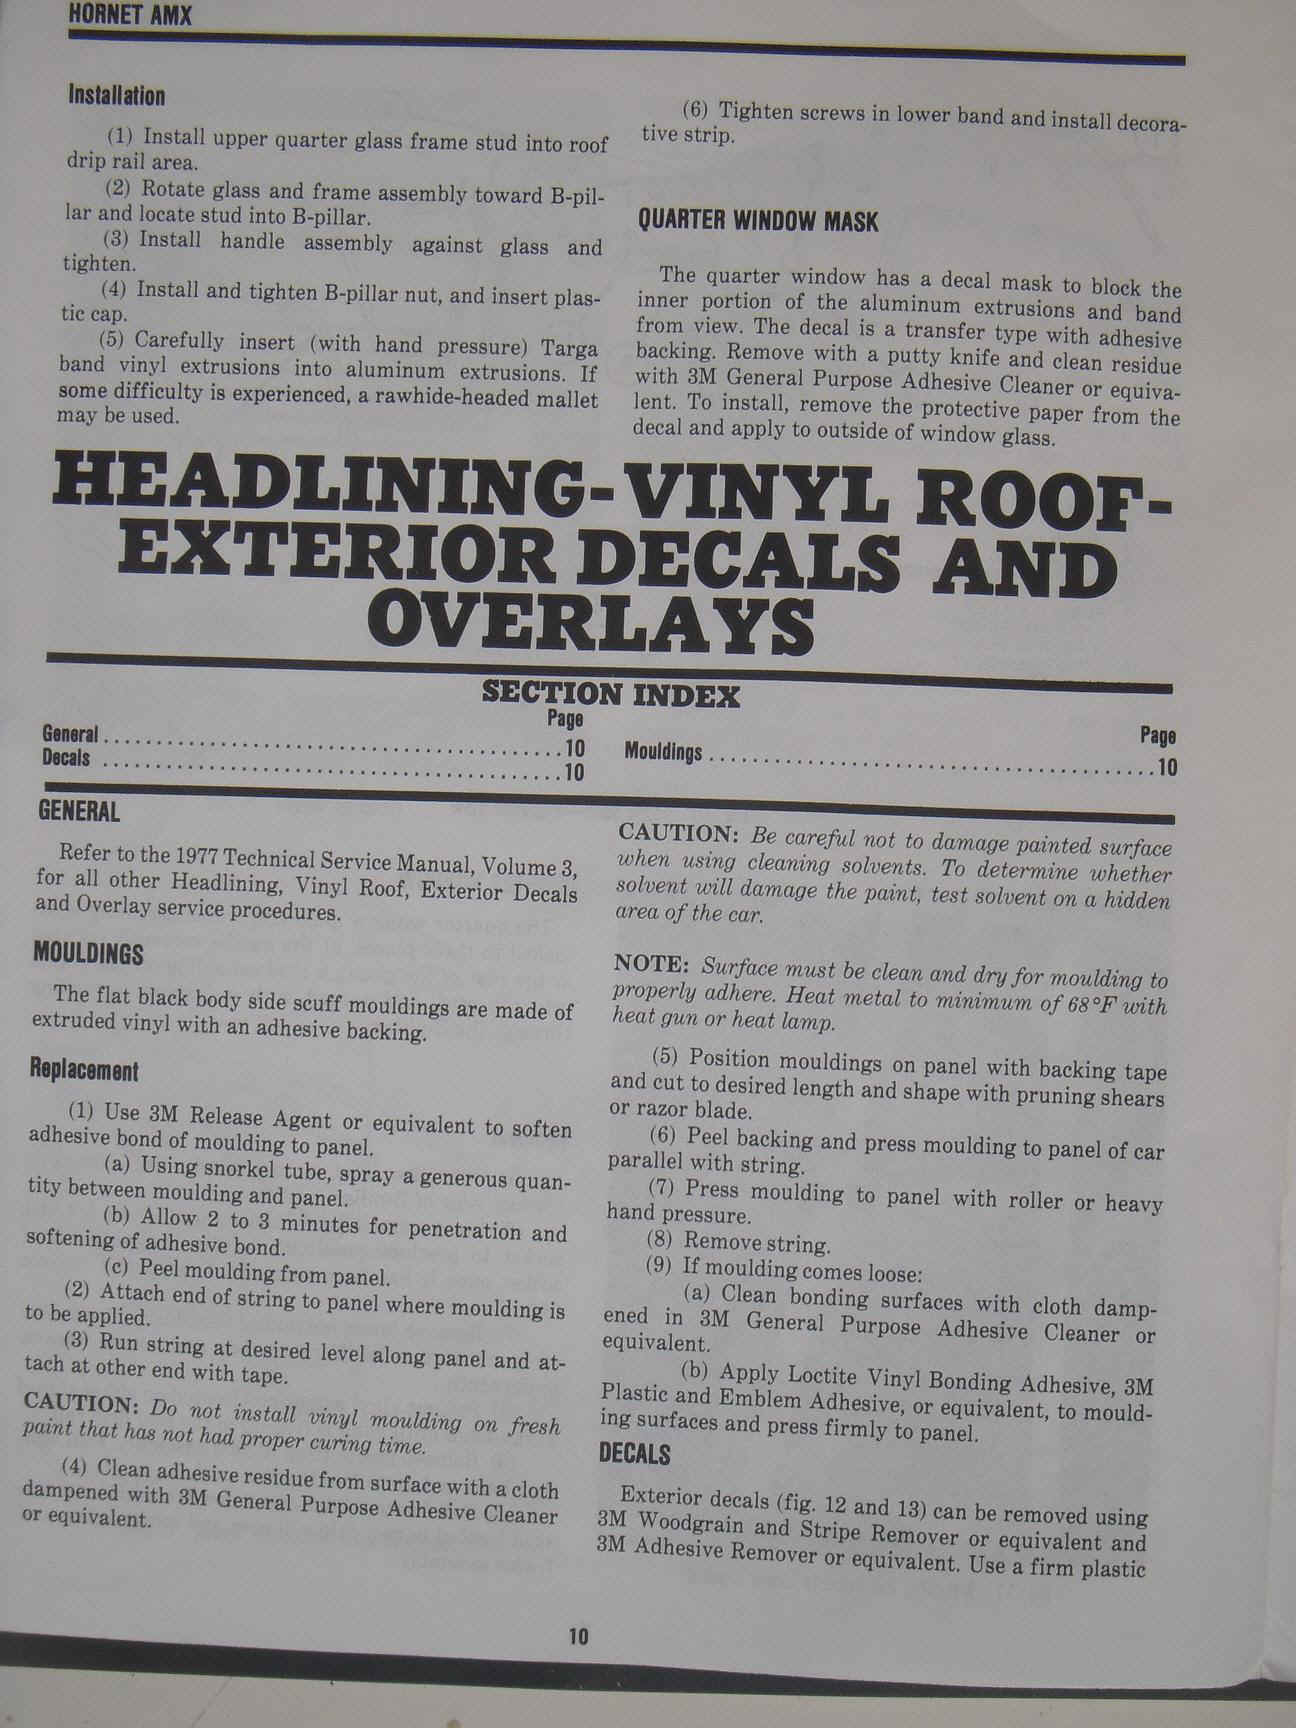 HORNET AMX
Installation
(1) Install upper quarter glass frame stud into roof
drip rail area.
(2) Rotate glass and frame assembly toward B-pil-
lar and locate stud into B-pillar.
(3) Install handle assembly against glass and
tighten.
(4) Install and tighten B-pillar nut, and insert plas-
tic cap.
(5) Carefully insert (with hand pressure) Targa
band vinyl extrusions into aluminum extrusions. If
some difficulty is experienced, a rawhide-headed mallet
may be used.
(6) Tighten screws in lower band and install decora-
tive strip.
QUARTER WINDOW MASK
The quarter window has a decal mask to block the
inner portion of the aluminum extrusions and band
from view. The decal is a transfer type with adhesive
backing. Remove with a putty knife and clean residue
with 3M General Purpose Adhesive Cleaner or equiva-
lent. To install, remove the protective paper from the
decal and apply to outside of window glass.
HEADLINING-VINYL ROOF-
EXTERIOR DECALS AND
OVERLAYS
SECTION INDEX
Page
General ............................................10
Decals ............................................10
Page
Mouldings ...........................................10
GENERAL
Refer to the 1977 Technical Service Manual, Volume 3,
for all other Headlining, Vinyl Roof, Exterior Decals
and Overlay service procedures.
MOULDINGS
The flat black body side scuff mouldings are made of
extruded vinyl with an adhesive backing.
Replacement
(1) Use 3M Release Agent or equivalent to soften
adhesive bond of moulding to panel.
(a) Using snorkel tube, spray a generous quan-
tity between moulding and panel.
(b) Allow 2 to 3 minutes for penetration and
softening of adhesive bond.
(c) Peel moulding from panel.
(2) Attach end of string to panel where moulding is
to be applied.
(3) Run string at desired level along panel and at-
tach at other end with tape.
CAUTION: Do not install vinyl moulding on fresh
paint that has not had proper curing time.
(4) Clean adhesive residue from surface with a cloth
dampened with 3M General Purpose Adhesive Cleaner
or equivalent.
CAUTION: Be careful not to damage painted surface
when using cleaning solvents. To determine whether
solvent will damage the paint, test solvent on a hidden
area of the car.
NOTE: Surface must be clean and dry for moulding to
properly adhere. Heat metal to minimum of 68°F with
heat gun or heat lamp.
(5) Position mouldings on panel with backing tape
and cut to desired length and shape with pruning shears
or razor blade.
(6) Peel backing and press moulding to panel of car
parallel with string.
(7) Press moulding to panel with roller or heavy
hand pressure.
(8) Remove string.
(9) If moulding comes loose:
(a) Clean bonding surfaces with cloth damp-
ened in 3M General Purpose Adhesive Cleaner or
equivalent.
(b) Apply Loctite Vinyl Bonding Adhesive, 3M
Plastic and Emblem Adhesive, or equivalent, to mould-
ing surfaces and press firmly to panel.
DECALS
Exterior decals (fig. 12 and 13) can be removed using
3M Woodgrain and Stripe Remover or equivalent and
3M Adhesive Remover or equivalent. Use a firm plastic
10